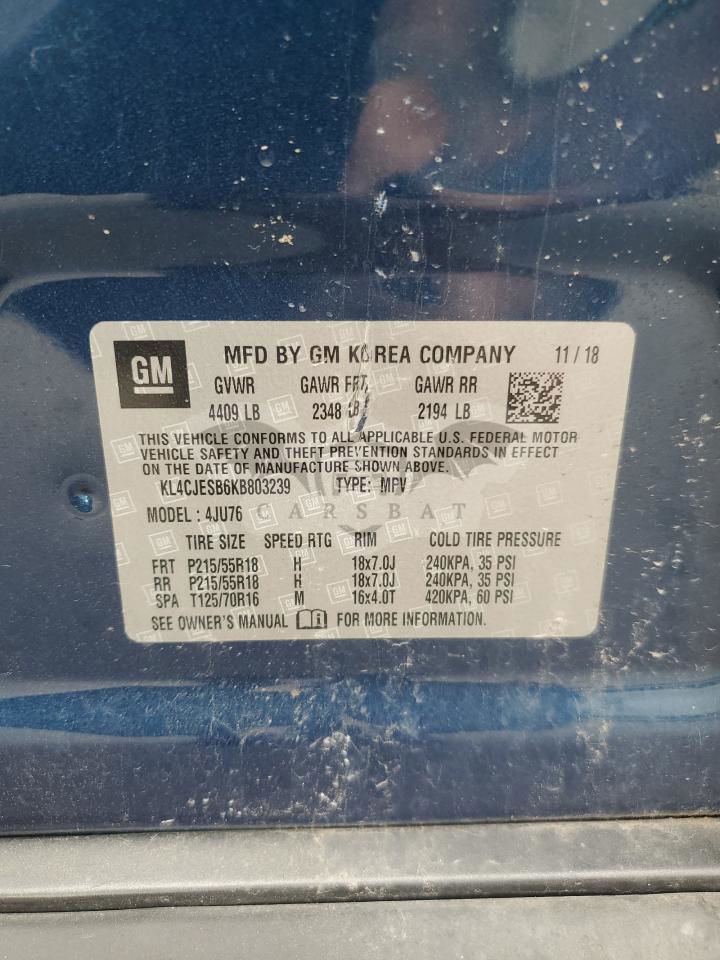 GM MFD BY GM KOREA COMPANY 11/18
GVWR GAWR FRT GAWR RR
4409 LB 2348 LB 2194 LB
THIS VEHICLE CONFORMS TO ALL APPLICABLE U.S. FEDERAL MOTOR
VEHICLE SAFETY AND THEFT PREVENTION STANDARDS IN EFFECT
ON THE DATE OF MANUFACTURE SHOWN ABOVE.
KL4CJESB6KB803239 TYPE: MPV
MODEL: 4JU76
CARSBAT
TIRE SIZE SPEED RTG RIM COLD TIRE PRESSURE
FRT P215/55R18 H 18x7.0J 240KPA, 35 PSI
RR P215/55R18 H 18x7.0J 240KPA, 35 PSI
SPA T125/70R16 M 16x4.0T 420KPA, 60 PSI
SEE OWNER'S MANUAL FOR MORE INFORMATION.